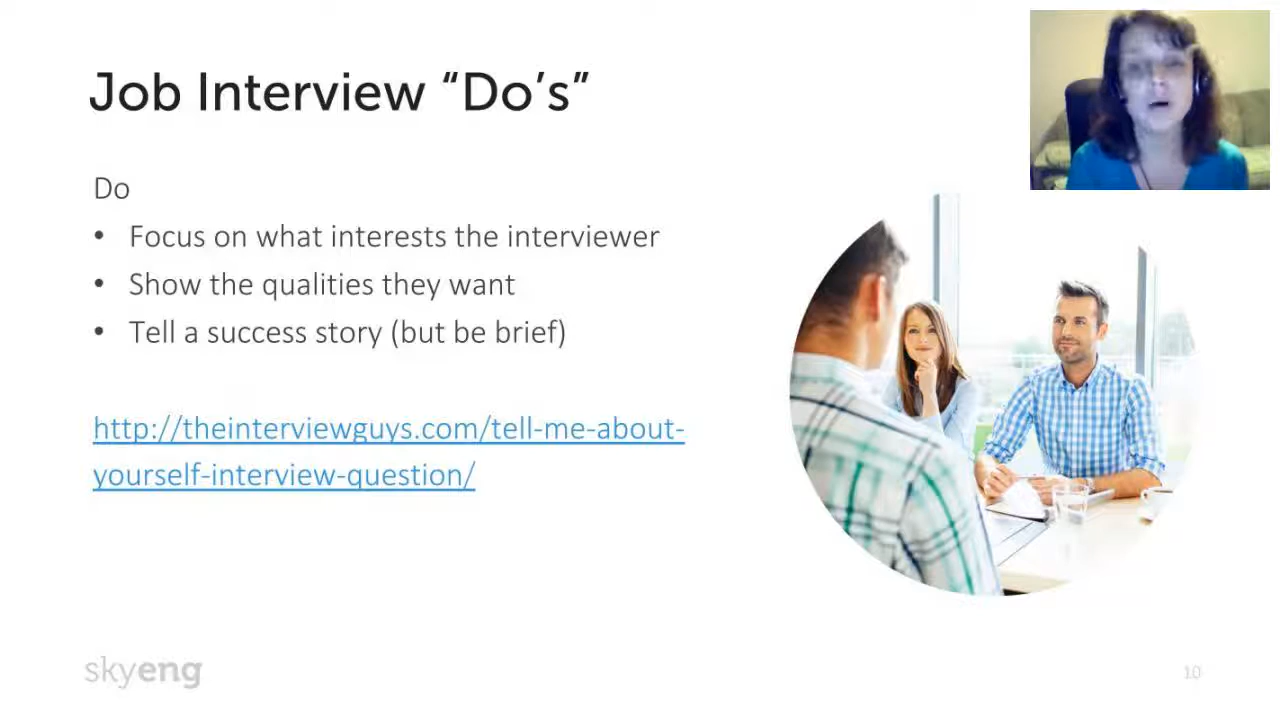 Job Interview “Do’s”
Do
• Focus on what interests the interviewer
• Show the qualities they want
• Tell a success story (but be brief)
http://theinterviewguys.com/tell-me-about-
yourself-interview-question/
skyeng
10